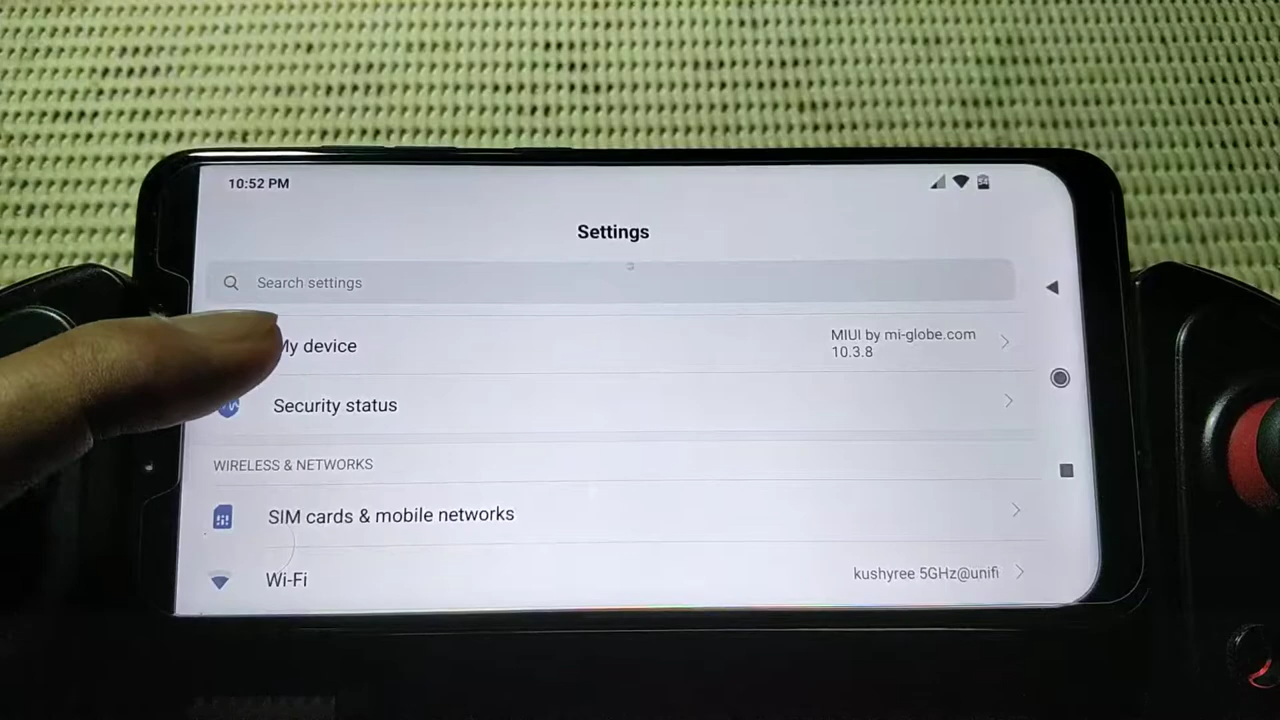 10:52 PM
Settings
Search settings
My device
MIUI by mi-globe.com
10.3.8
Security status
WIRELESS & NETWORKS
SIM cards & mobile networks
Wi-Fi
kushyree 5GHz@unifi